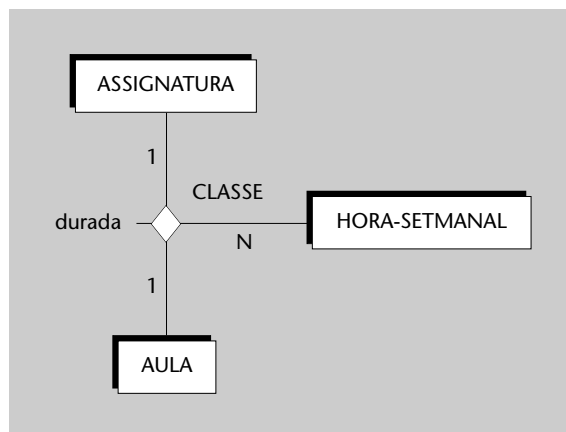 ASSIGNATURA
1
CLASSE
durada
HORA-SETMANAL
N
1
AULA